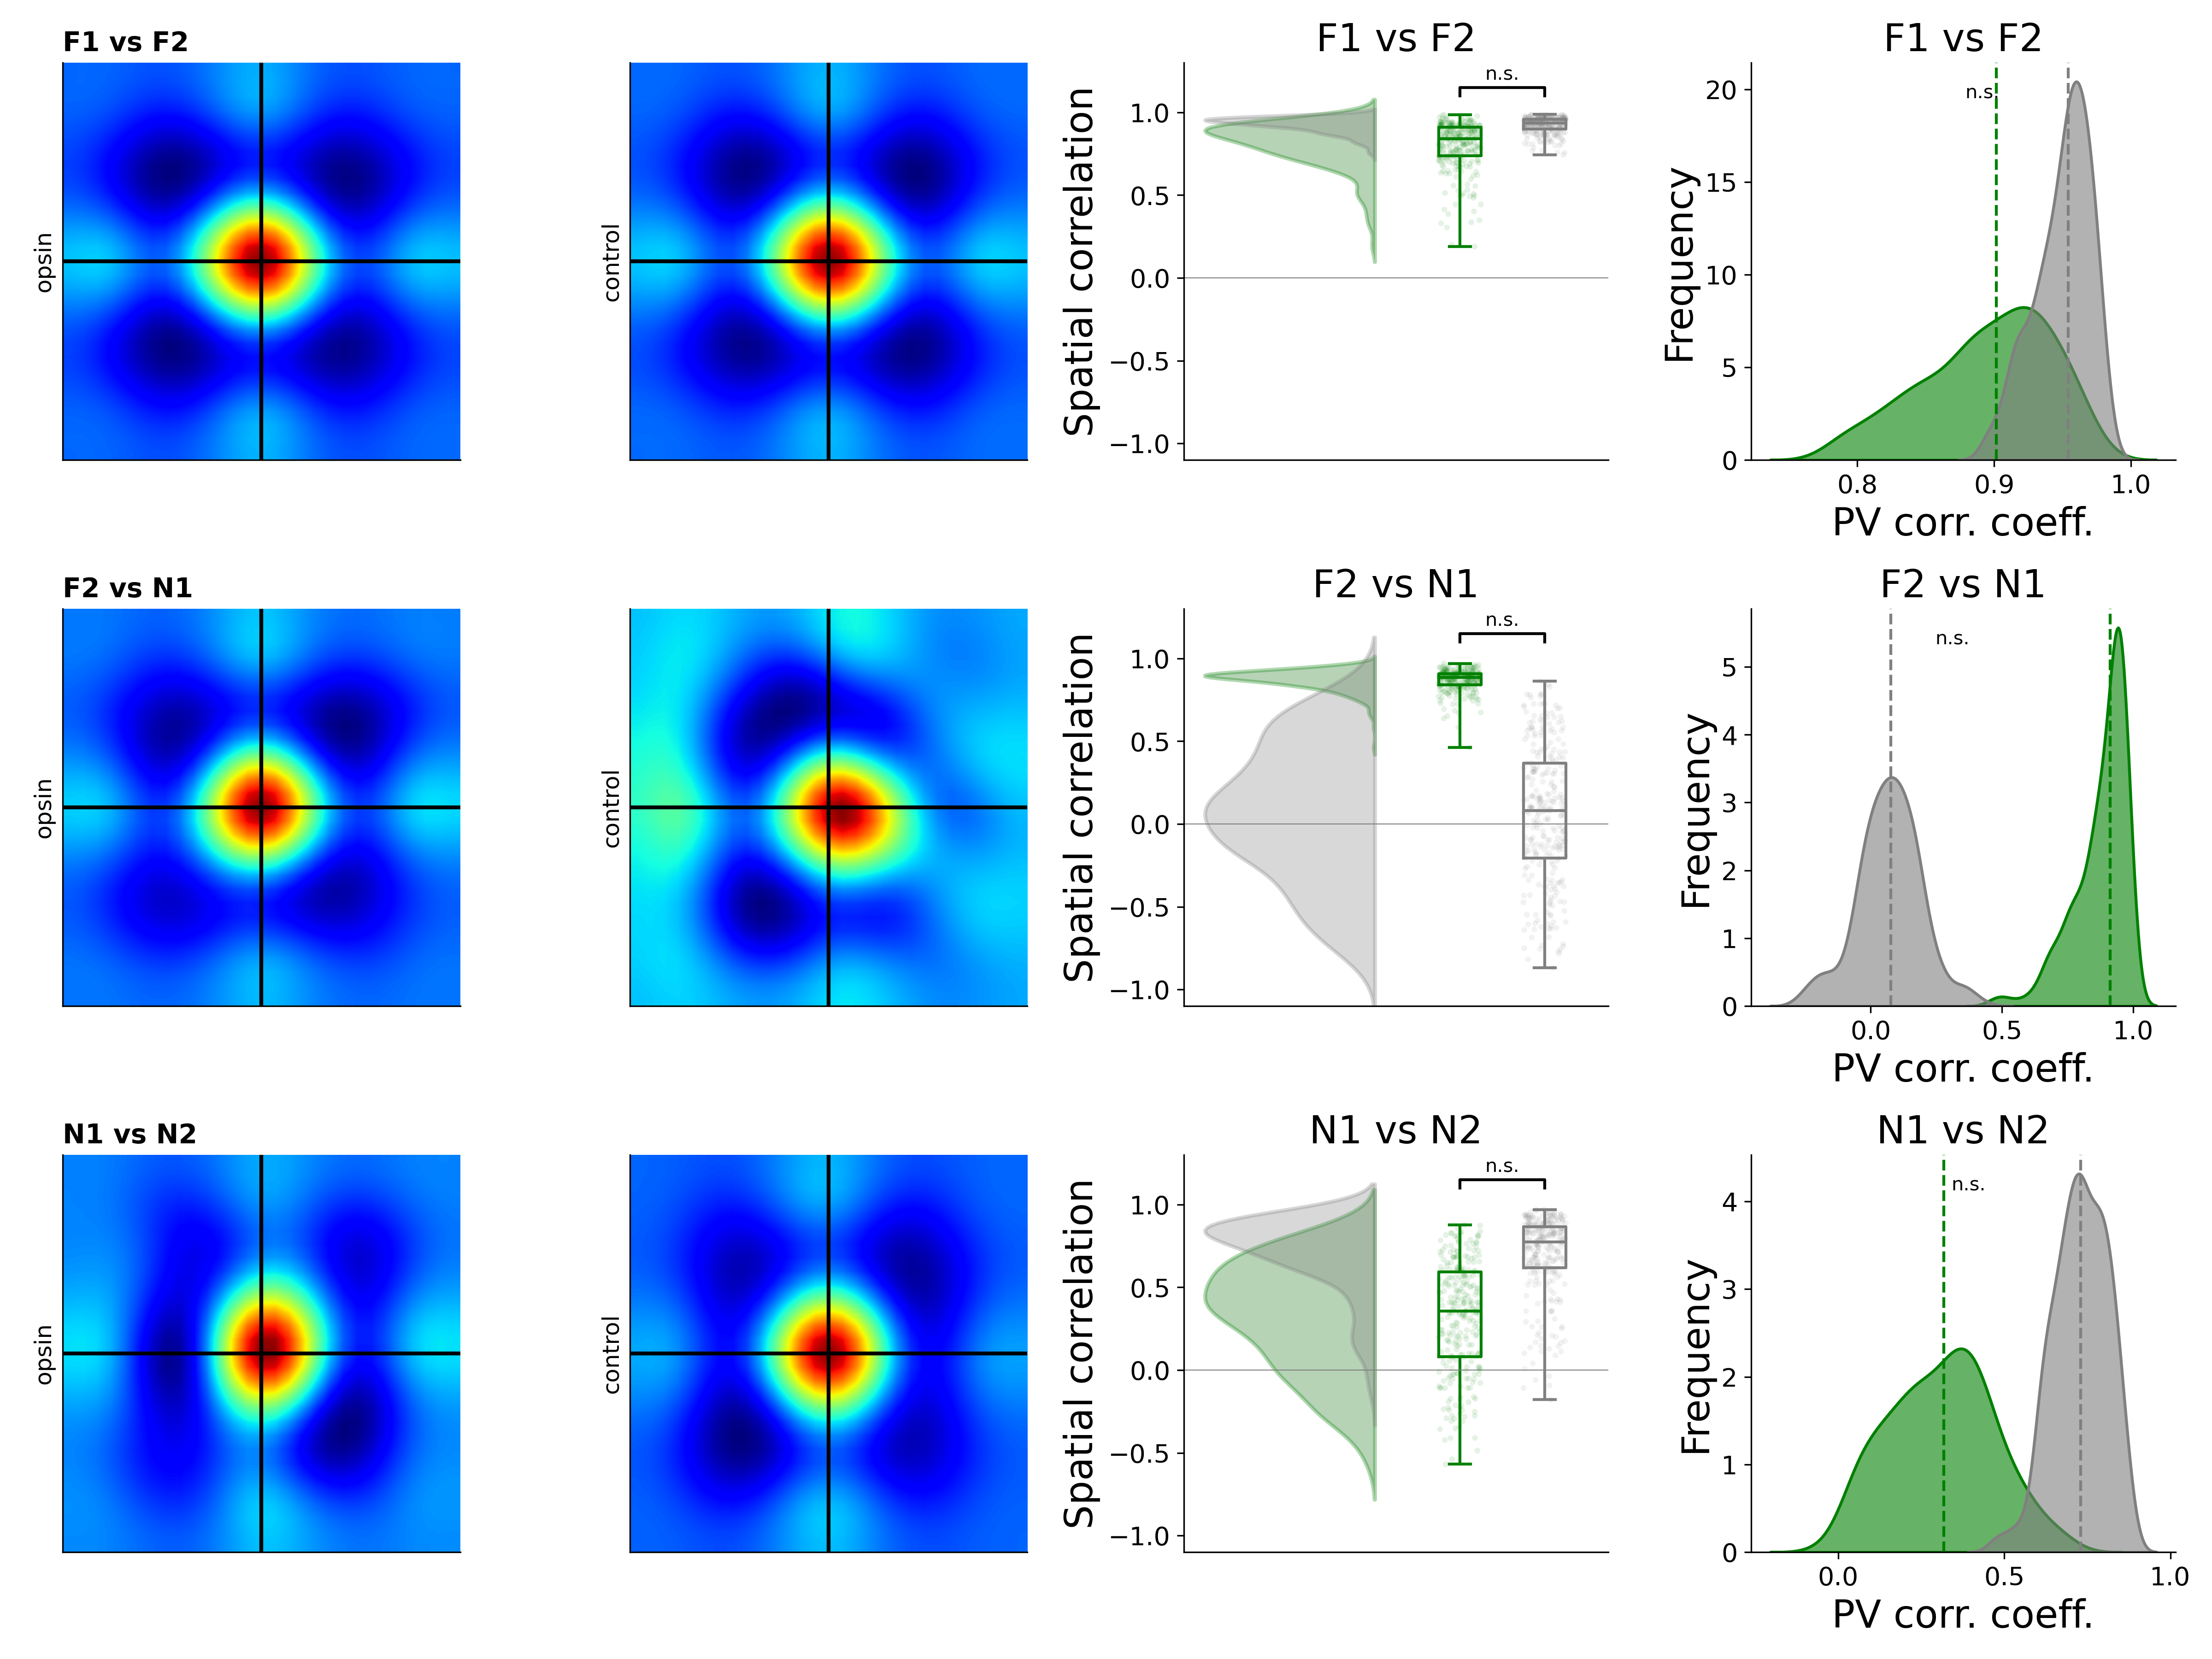 F1 vs F2
opsin
control
F1 vs F2
n.s.
1.0
0.5
0.0
−0.5
−1.0
Spatial correlation
F1 vs F2
n.s.
20
15
10
5
0
Frequency
0.8 0.9 1.0
PV corr. coeff.
F2 vs N1
opsin
control
F2 vs N1
n.s.
1.0
0.5
0.0
−0.5
−1.0
Spatial correlation
F2 vs N1
n.s.
5
4
3
2
1
0
Frequency
0.0 0.5 1.0
PV corr. coeff.
N1 vs N2
opsin
control
N1 vs N2
n.s.
1.0
0.5
0.0
−0.5
−1.0
Spatial correlation
N1 vs N2
n.s.
4
3
2
1
0
Frequency
0.0 0.5 1.0
PV corr. coeff.